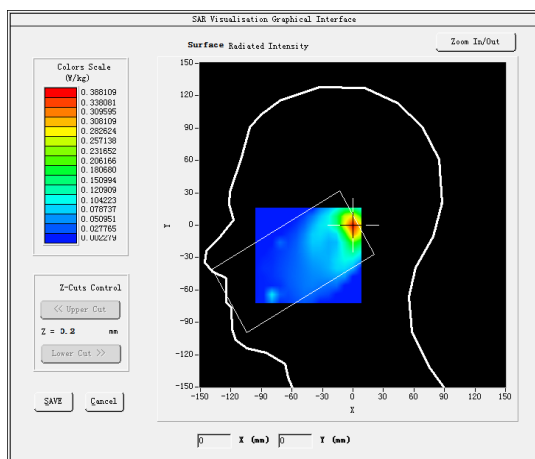 SAR Visualisation Graphical Interface
Surface Radiated Intensity
Zoom In/Out
Colors Scale
(W/kg)
0.388109
0.338081
0.309595
0.308109
0.282624
0.257138
0.231652
0.206166
0.180680
0.150994
0.120909
0.104223
0.078737
0.050951
0.027765
0.002279
Z-Cuts Control
<< Upper Cut
Z = 0.2 mm
Lower Cut >>
SAVE Cancel
150
120
90
60
30
0
-30
-60
-90
-120
-150
Y
-150 -120 -90 -60 -30 0 30 60 90 120 150
X
0 X (mm) 0 Y (mm)